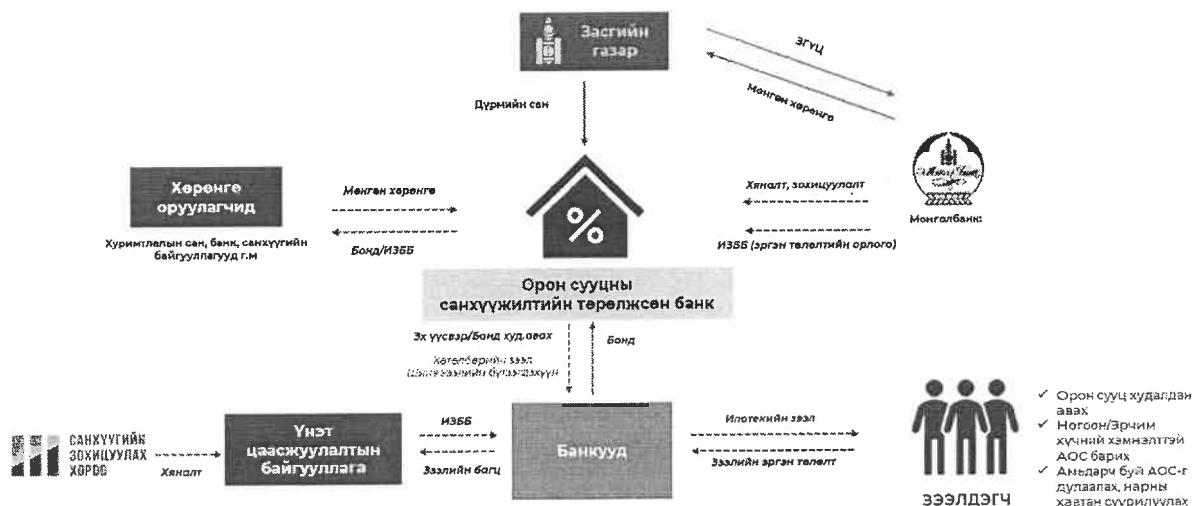 Засгийн
газар
ЗГҮЦ
Мөнгөн хөрөнгө
Дүрмийн сан
Хөрөнгө
оруулагчид
Мөнгөн хөрөнгө
Бонд/ИЗББ
Хуримтлалын сан, банк, санхүүгийн
байгууллагууд г.м
%
Хяналт, зохицуулалт
ИЗББ (эргэн төлөлтийн орлого)
Монголбанк
Орон сууцны
санхүүжилтийн төрөлжсөн банк
Эх үүсвэр/Бонд худ.авах
Хөтөлбөрийн зээл
Бонд
САНХҮҮГИЙН
ЗОХИЦУУЛАХ
ХОРОО
Хяналт
Үнэт
цаасжуулалтын
байгууллага
ИЗББ
Зээлийн багц
Банкууд
Ипотекийн зээл
Зээлийн эргэн төлөлт
ЗЭЭЛДЭГЧ
✓ Орон сууц худалдан
авах
✓ Ногоон/Эрчим
хүчний хэмнэлттэй
АОС барих
✓ Амьдарч буй АОС-г
дулаалах, нарны
хавтан суурилуулах